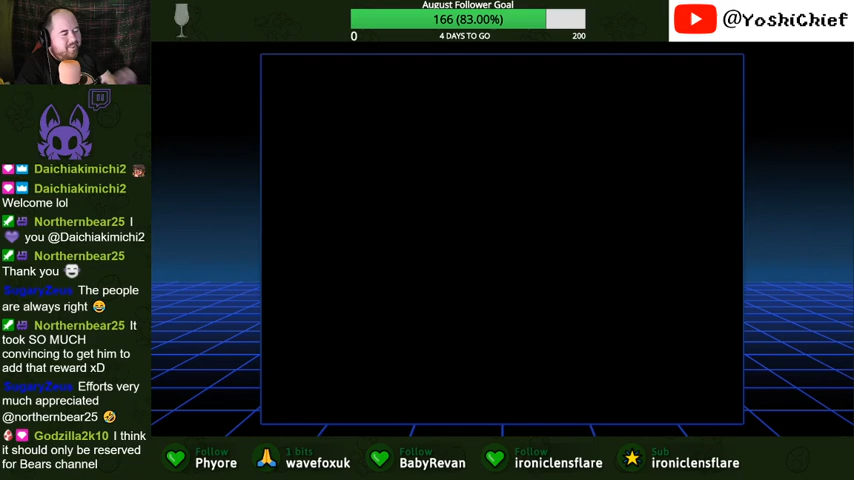 August Follower Goal
166 (83.00%)
0
4 DAYS TO GO
200
@YoshiChief
Daichiakimichi2
Daichiakimichi2
Welcome lol
Northernbear25 I
you @Daichiakimichi2
Northernbear25
Thank you
SugaryZeus The people
are always right
Northernbear25 It
took SO MUCH
convincing to get him to
add that reward xD
SugaryZeus Efforts very
much appreciated
@northernbear25
Godzilla2k10 I think
it should only be reserved
for Bears channel
Follow
Phyore
1 bits
wavefoxuk
Follow
BabyRevan
Follow
ironiclensflare
Sub
ironiclensflare